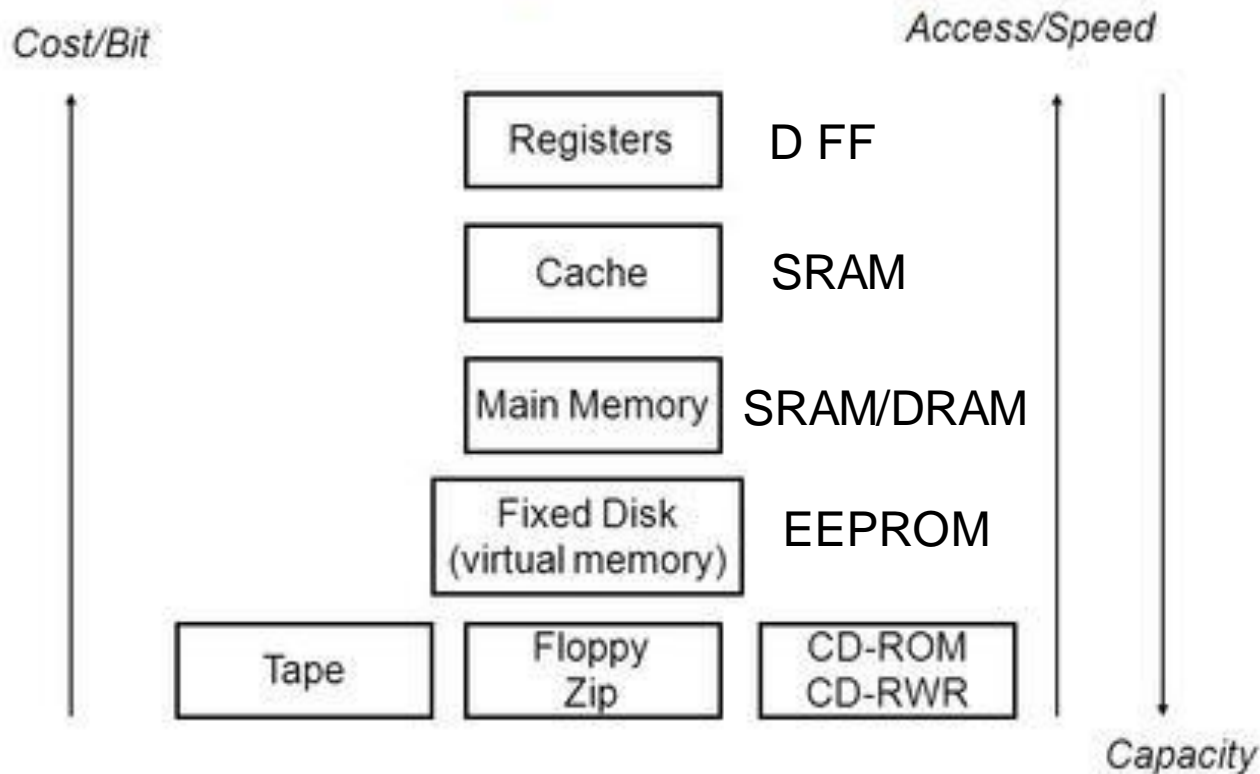 Cost/Bit
Access/Speed
Registers
D FF
Cache
SRAM
Main Memory
SRAM/DRAM
Fixed Disk
(virtual memory)
EEPROM
Tape
Floppy
Zip
CD-ROM
CD-RWR
Capacity